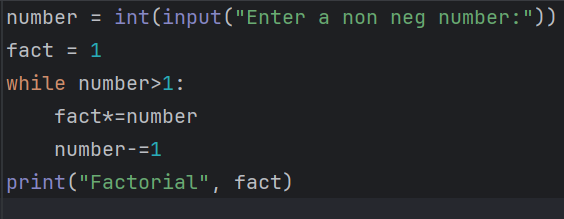 number = int(input("Enter a non neg number:"))
fact = 1
while number>1:
    fact*=number
    number-=1
print("Factorial", fact)